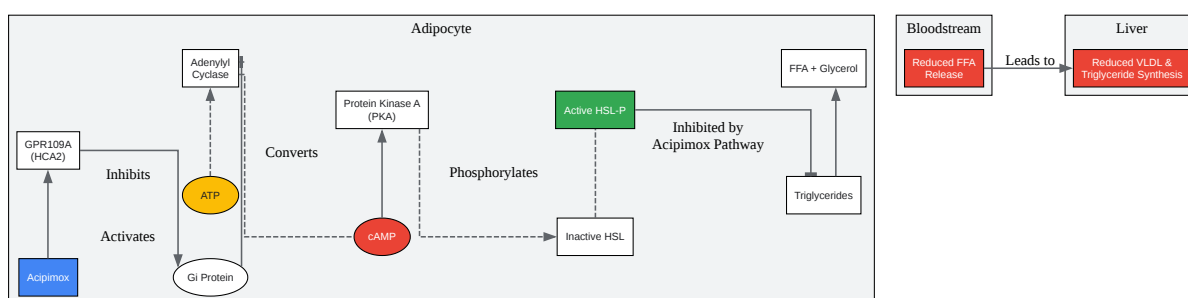 Adipocyte
Bloodstream
Liver
Adenylyl
Cyclase
FFA + Glycerol
Reduced FFA
Release
Leads to
Reduced VLDL &
Triglyceride Synthesis
Protein Kinase A
(PKA)
Active HSL-P
GPR109A
(HCA2)
Inhibits
Converts
Phosphorylates
Inhibited by
Acipimox Pathway
ATP
Triglycerides
Activates
cAMP
Inactive HSL
Acipimox
Gi Protein